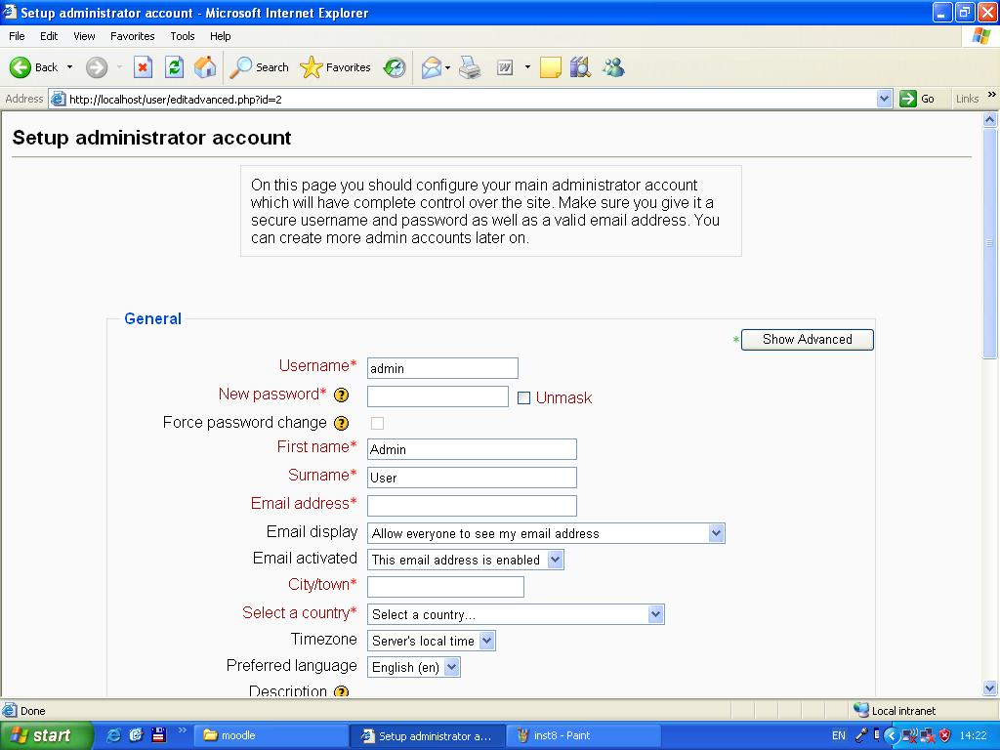 Setup administrator account - Microsoft Internet Explorer
File Edit View Favorites Tools Help
Back Search Favorites
Address http://localhost/user/editadvanced.php?id=2 Go Links »
Setup administrator account
On this page you should configure your main administrator account
which will have complete control over the site. Make sure you give it a
secure username and password as well as a valid email address. You
can create more admin accounts later on.
General
* Show Advanced
Username* admin
New password* ? Unmask
Force password change ?
First name* Admin
Surname* User
Email address*
Email display Allow everyone to see my email address
Email activated This email address is enabled
City/town*
Select a country* Select a country...
Timezone Server's local time
Preferred language English (en)
Description ?
Done Local intranet
start » moodle Setup administrator a... inst8 - Paint EN 14:22